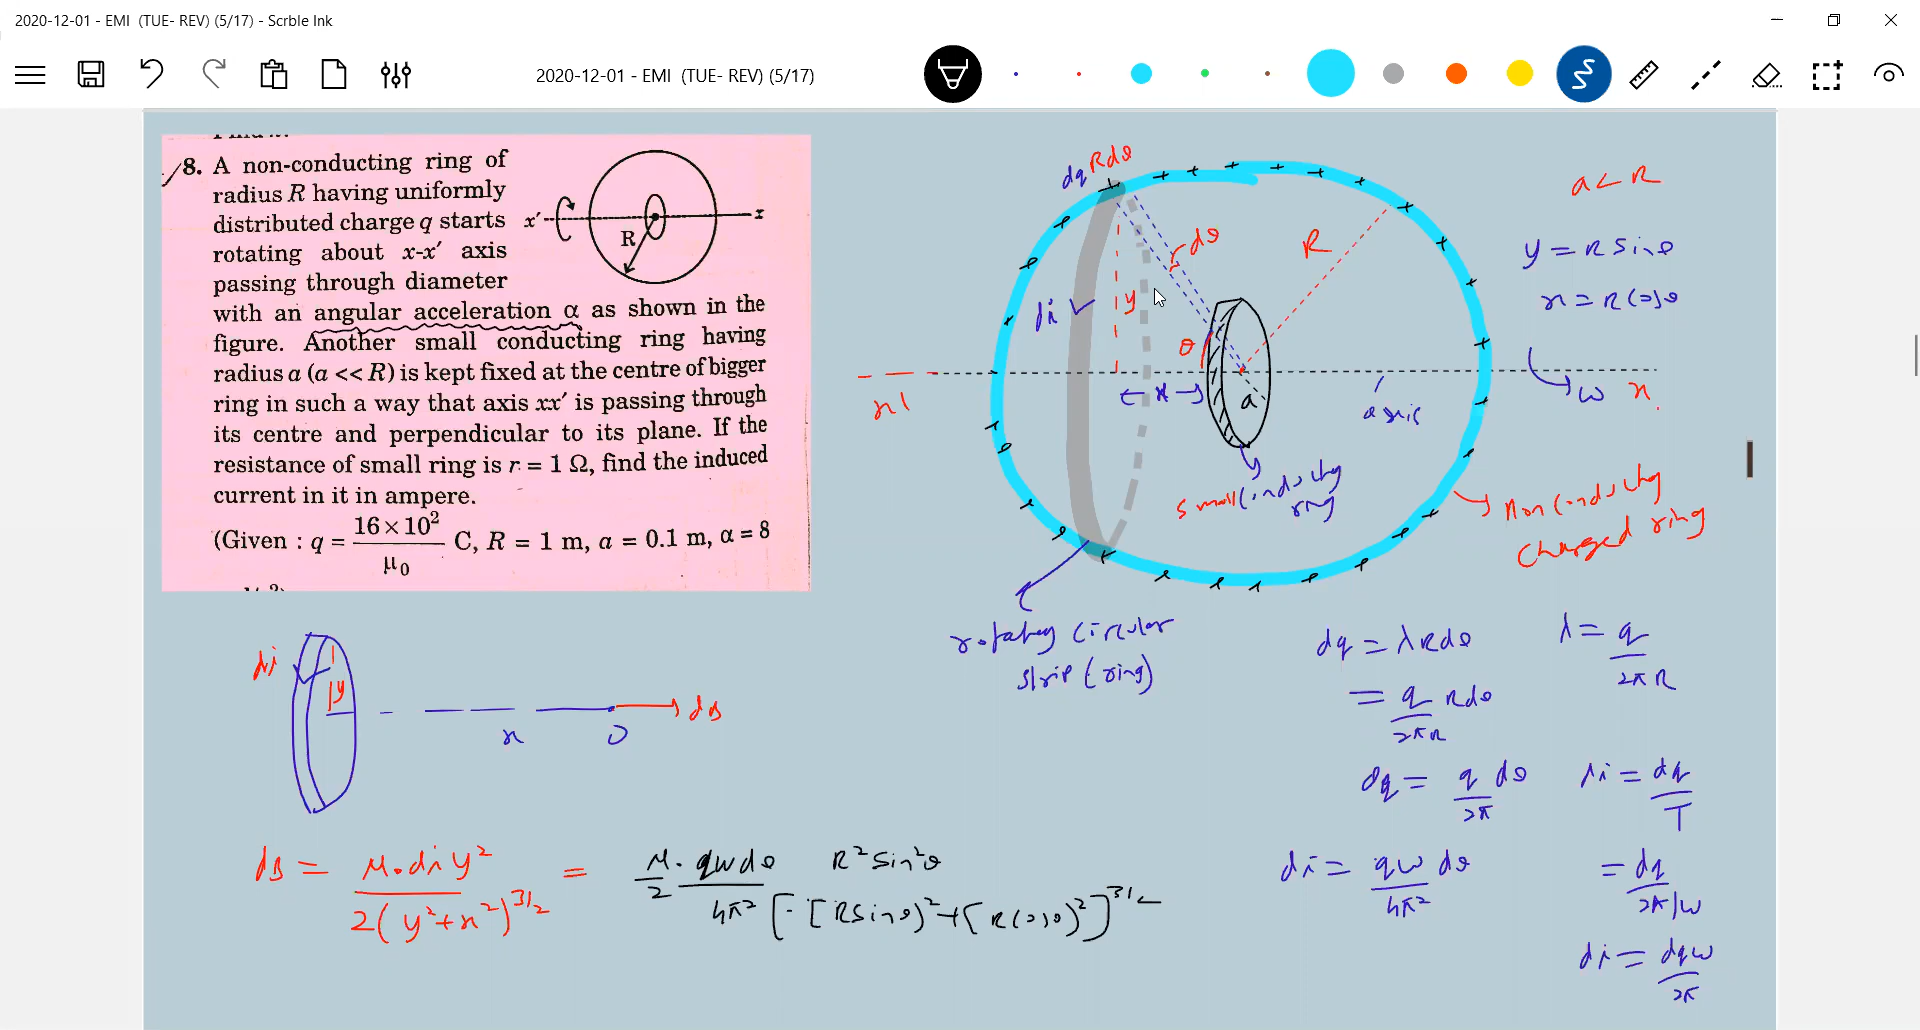 2020-12-01 - EMI (TUE- REV) (5/17) - Scrble Ink
2020-12-01 - EMI (TUE- REV) (5/17)
8. A non-conducting ring of
radius R having uniformly
distributed charge q starts
rotating about x-x′ axis
passing through diameter
with an angular acceleration α as shown in the
figure. Another small conducting ring having
radius a (a << R) is kept fixed at the centre of bigger
ring in such a way that axis xx′ is passing through
its centre and perpendicular to its plane. If the
resistance of small ring is r = 1 Ω, find the induced
current in it in ampere.
(Given : q = 16×10² / μ₀ C, R = 1 m, a = 0.1 m, α = 8
x′
x
R
dq Rdθ
r dθ
R
di
y
θ
x
a
axis
x′
ω x
a < R
y = R sinθ
x = R cosθ
small conducting
ring
Non conducting
charged ring
rotating circular
strip (ring)
di
y
x
O
dB
dq = λRdθ
= q/2πR Rdθ
dq = q/2π dθ
di = qω/4π² dθ
λ = q/2πR
di = dq/T
= dq/2π/ω
di = dqω/2π
dB = μ₀ di y² / 2(y²+x²)^3/2 = μ₀/2 qωdθ/4π² R²sin²θ / [[Rsinθ)²+[R cosθ)²]^3/2